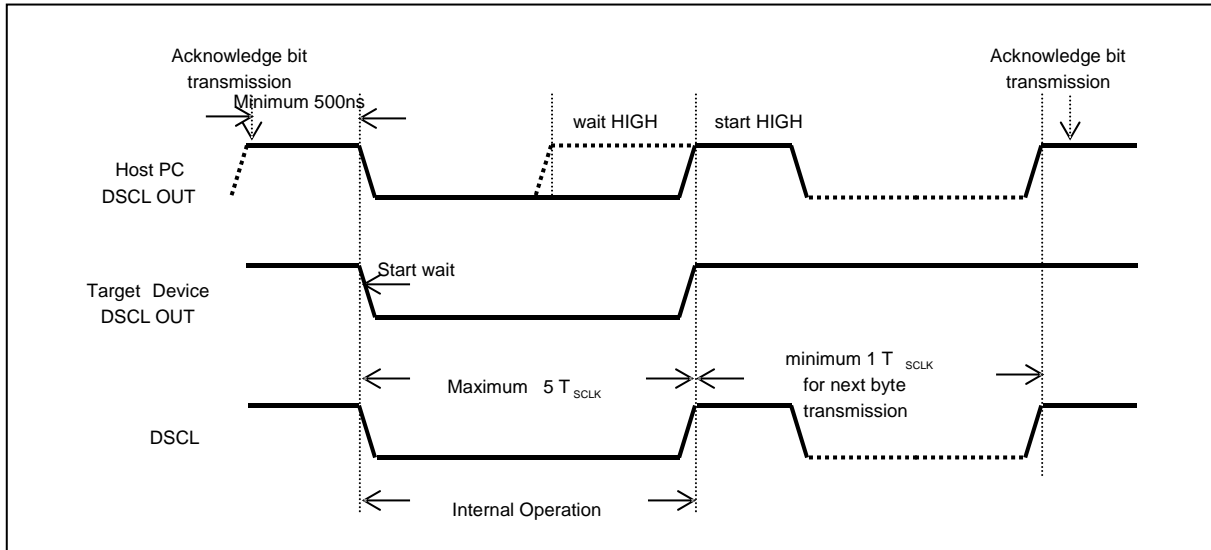 Acknowledge bit
transmission
Acknowledge bit
transmission
Minimum 500ns
wait HIGH
start HIGH
Host PC
DSCL OUT
Start wait
Target Device
DSCL OUT
Maximum 5 T SCLK
minimum 1 T SCLK
for next byte
transmission
DSCL
Internal Operation